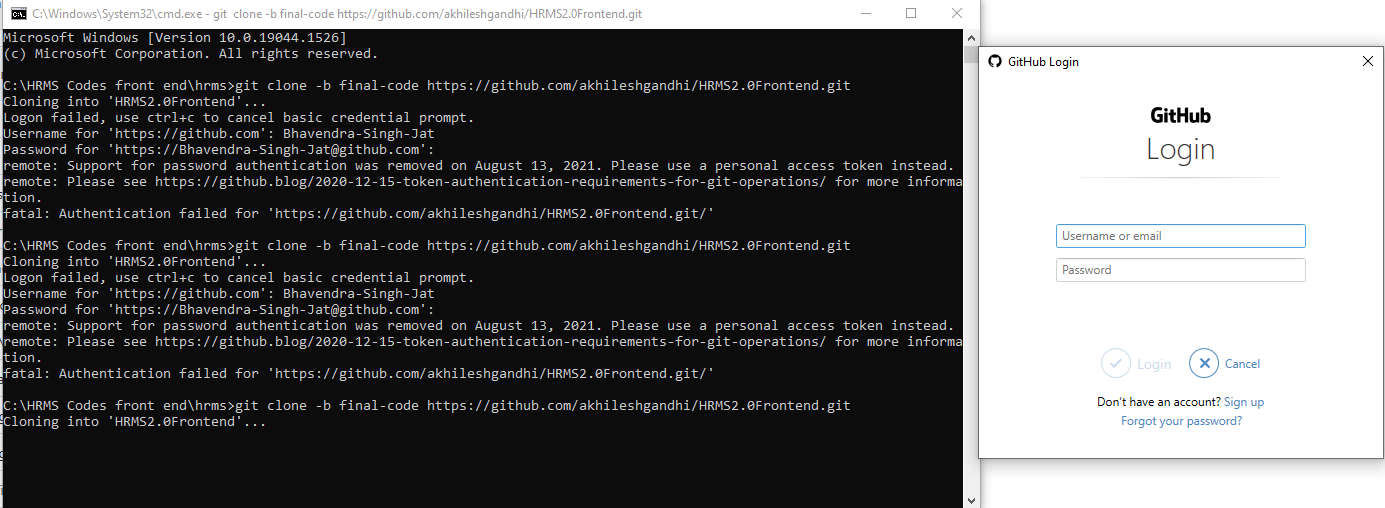 C:\Windows\System32\cmd.exe - git clone -b final-code https://github.com/akhileshgandhi/HRMS2.0Frontend.git
Microsoft Windows [Version 10.0.19044.1526]
(c) Microsoft Corporation. All rights reserved.
C:\HRMS Codes front end\hrms>git clone -b final-code https://github.com/akhileshgandhi/HRMS2.0Frontend.git
Cloning into 'HRMS2.0Frontend'...
Logon failed, use ctrl+c to cancel basic credential prompt.
Username for 'https://github.com': Bhavendra-Singh-Jat
Password for 'https://Bhavendra-Singh-Jat@github.com':
remote: Support for password authentication was removed on August 13, 2021. Please use a personal access token instead.
remote: Please see https://github.blog/2020-12-15-token-authentication-requirements-for-git-operations/ for more informa
tion.
fatal: Authentication failed for 'https://github.com/akhileshgandhi/HRMS2.0Frontend.git/'
C:\HRMS Codes front end\hrms>git clone -b final-code https://github.com/akhileshgandhi/HRMS2.0Frontend.git
Cloning into 'HRMS2.0Frontend'...
Logon failed, use ctrl+c to cancel basic credential prompt.
Username for 'https://github.com': Bhavendra-Singh-Jat
Password for 'https://Bhavendra-Singh-Jat@github.com':
remote: Support for password authentication was removed on August 13, 2021. Please use a personal access token instead.
remote: Please see https://github.blog/2020-12-15-token-authentication-requirements-for-git-operations/ for more informa
tion.
fatal: Authentication failed for 'https://github.com/akhileshgandhi/HRMS2.0Frontend.git/'
C:\HRMS Codes front end\hrms>git clone -b final-code https://github.com/akhileshgandhi/HRMS2.0Frontend.git
Cloning into 'HRMS2.0Frontend'...
GitHub Login
GitHub
Login
Username or email
Password
Login
Cancel
Don't have an account? Sign up
Forgot your password?